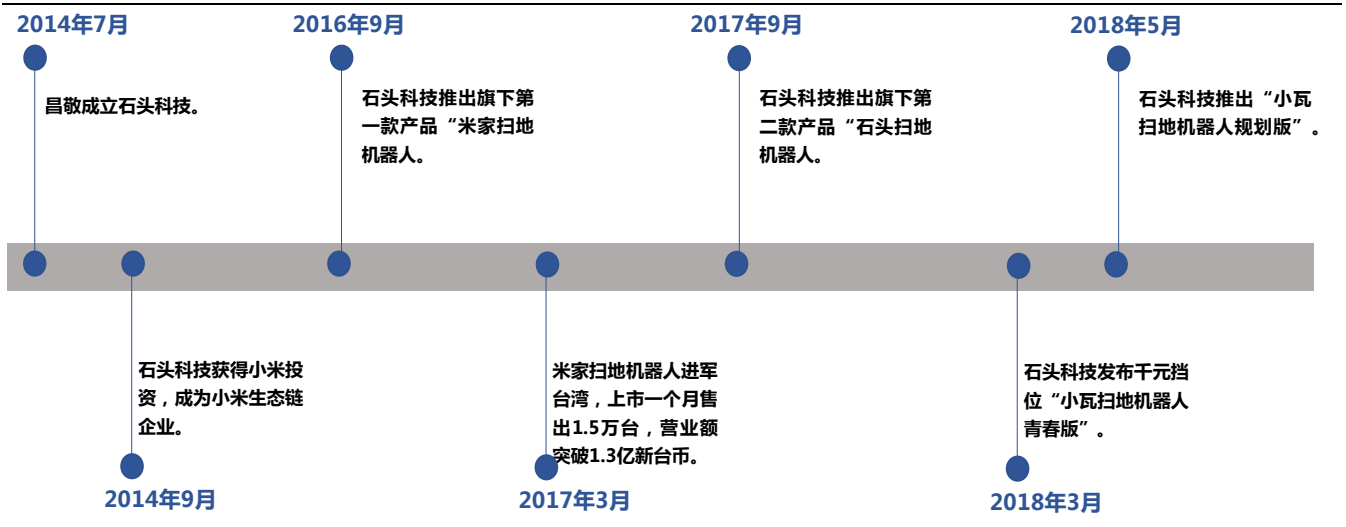 2014年7月
昌敬成立石头科技。
2016年9月
石头科技推出旗下第
一款产品“米家扫地
机器人。
2017年9月
石头科技推出旗下第
二款产品“石头扫地
机器人。
2018年5月
石头科技推出“小瓦
扫地机器人规划版”。
石头科技获得小米投
资，成为小米生态链
企业。
2014年9月
米家扫地机器人进军
台湾，上市一个月售
出1.5万台，营业额
突破1.3亿新台币。
2017年3月
石头科技发布千元挡
位“小瓦扫地机器人
青春版”。
2018年3月